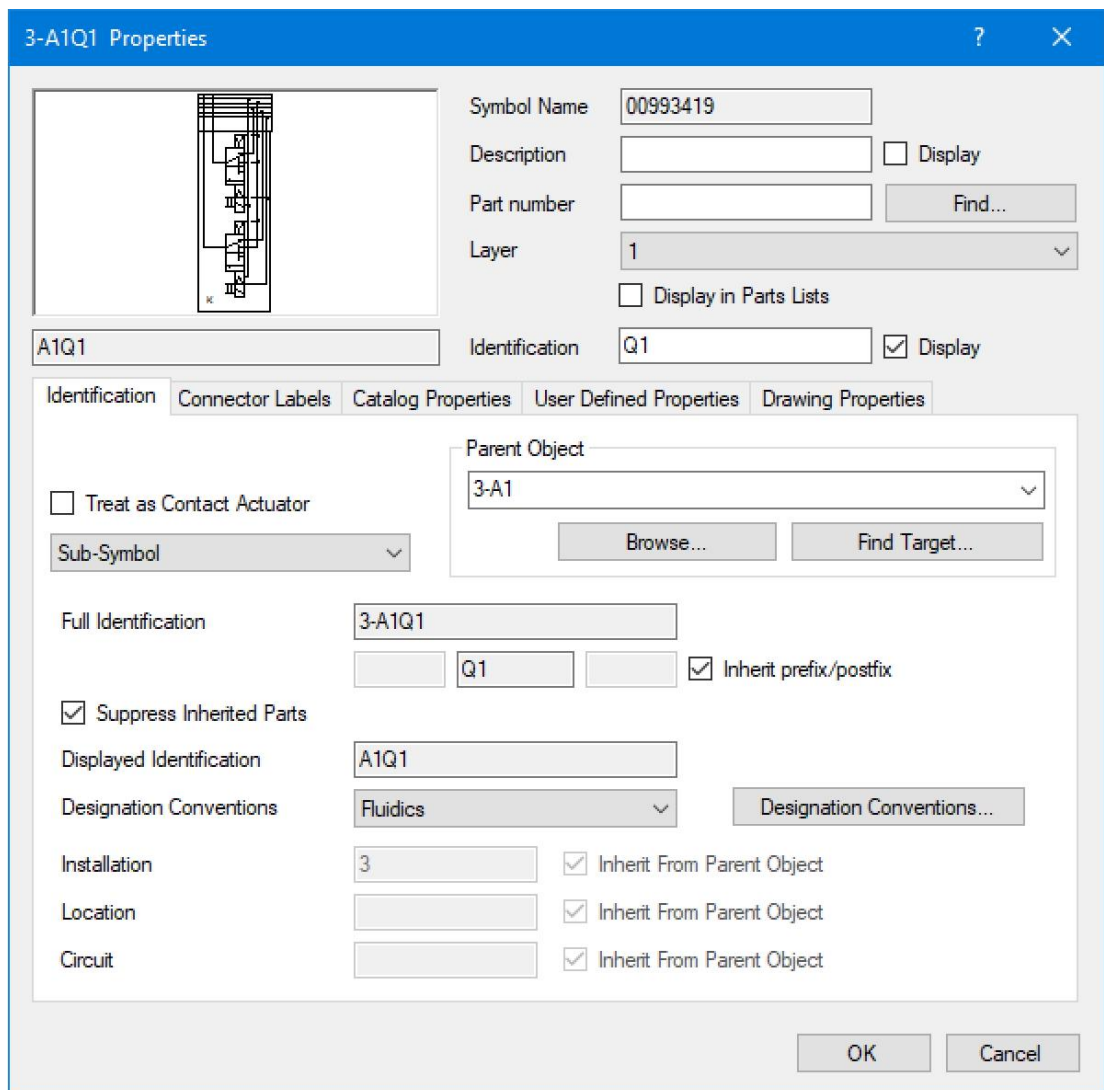 3-A1Q1 Properties
?
Symbol Name 00993419
Description Display
Part number Find...
Layer 1
Display in Parts Lists
K
A1Q1 Identification Q1 Display
Identification Connector Labels Catalog Properties User Defined Properties Drawing Properties
Parent Object
3-A1
Treat as Contact Actuator
Browse... Find Target...
Sub-Symbol
Full Identification 3-A1Q1
Q1 Inherit prefix/postfix
Suppress Inherited Parts
Displayed Identification A1Q1
Designation Conventions Fluidics Designation Conventions...
Installation 3 Inherit From Parent Object
Location Inherit From Parent Object
Circuit Inherit From Parent Object
OK Cancel